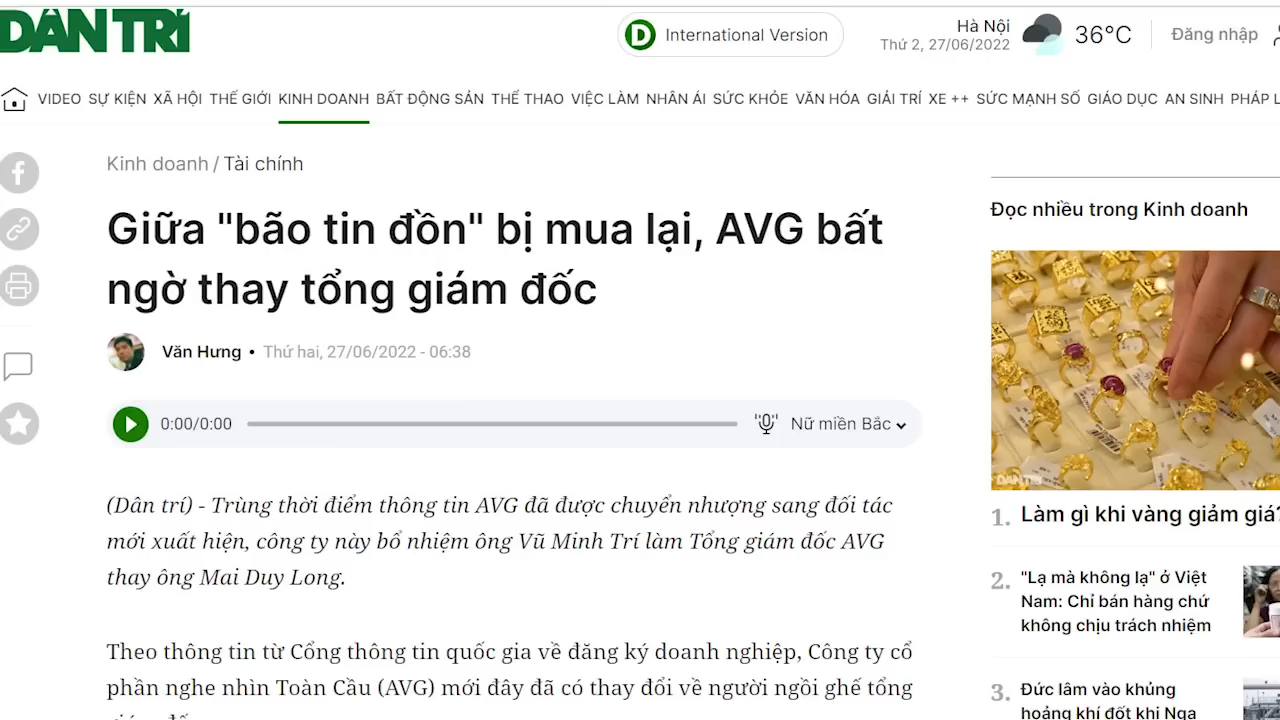 DÂN TRÍ
D International Version
Hà Nội
Thứ 2, 27/06/2022
36°C
Đăng nhập
VIDEO SỰ KIỆN XÃ HỘI THẾ GIỚI KINH DOANH BẤT ĐỘNG SẢN THỂ THAO VIỆC LÀM NHÂN ÁI SỨC KHỎE VĂN HÓA GIẢI TRÍ XE ++ SỨC MẠNH SỐ GIÁO DỤC AN SINH PHÁP L
Kinh doanh / Tài chính
Giữa "bão tin đồn" bị mua lại, AVG bất
ngờ thay tổng giám đốc
Văn Hưng • Thứ hai, 27/06/2022 - 06:38
0:00/0:00
Nữ miền Bắc
(Dân trí) - Trùng thời điểm thông tin AVG đã được chuyển nhượng sang đối tác
mới xuất hiện, công ty này bổ nhiệm ông Vũ Minh Trí làm Tổng giám đốc AVG
thay ông Mai Duy Long.
Theo thông tin từ Cổng thông tin quốc gia về đăng ký doanh nghiệp, Công ty cổ
phần nghe nhìn Toàn Cầu (AVG) mới đây đã có thay đổi về người ngồi ghế tổng
Đọc nhiều trong Kinh doanh
DÂN TRÍ
1. Làm gì khi vàng giảm giá?
2. "Lạ mà không lạ" ở Việt
Nam: Chỉ bán hàng chứ
không chịu trách nhiệm
3. Đức lâm vào khủng
hoảng khí đốt khi Nga